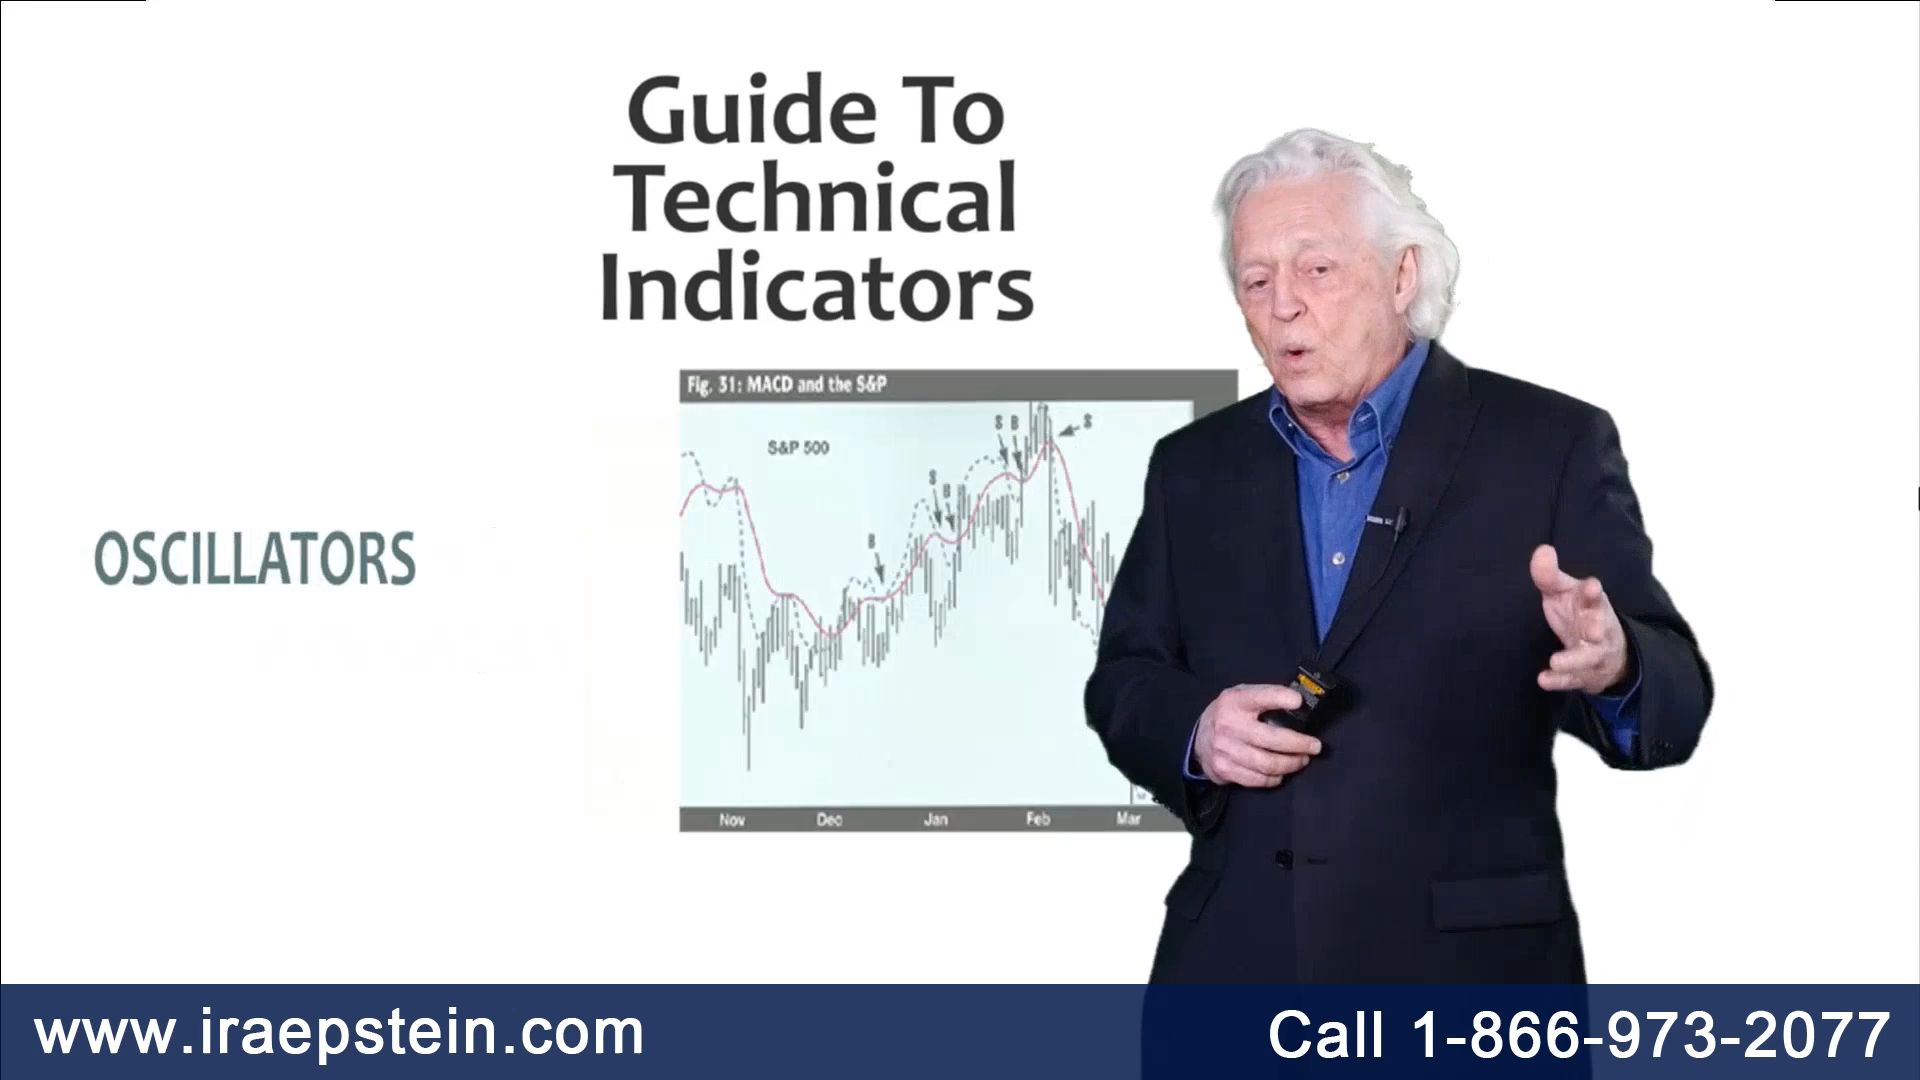 Guide To
Technical
Indicators
Fig. 31: MACD and the S&P
S&P 500
S
B
S
S
B
B
OSCILLATORS
Nov Dec Jan Feb Mar
www.iraepstein.com
Call 1-866-973-2077